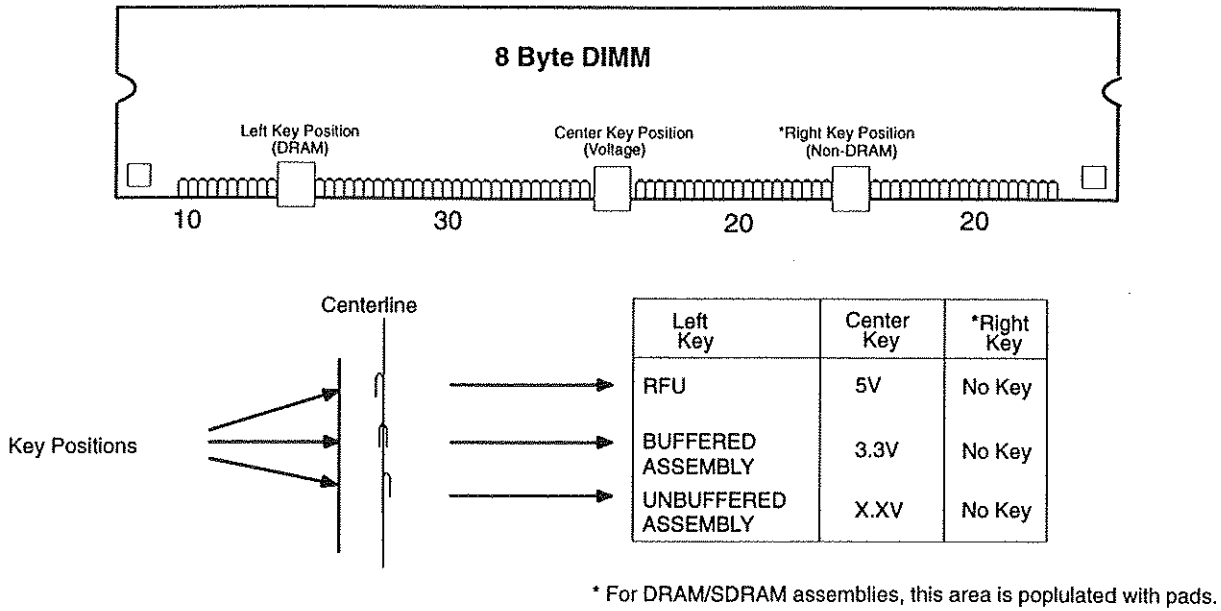 8 Byte DIMM
Left Key Position
(DRAM)
Center Key Position
(Voltage)
*Right Key Position
(Non-DRAM)
10
30
20
20
Centerline
Key Positions
Left
Key
Center
Key
*Right
Key
RFU
5V
No Key
BUFFERED
ASSEMBLY
3.3V
No Key
UNBUFFERED
ASSEMBLY
X.XV
No Key
* For DRAM/SDRAM assemblies, this area is poplulated with pads.